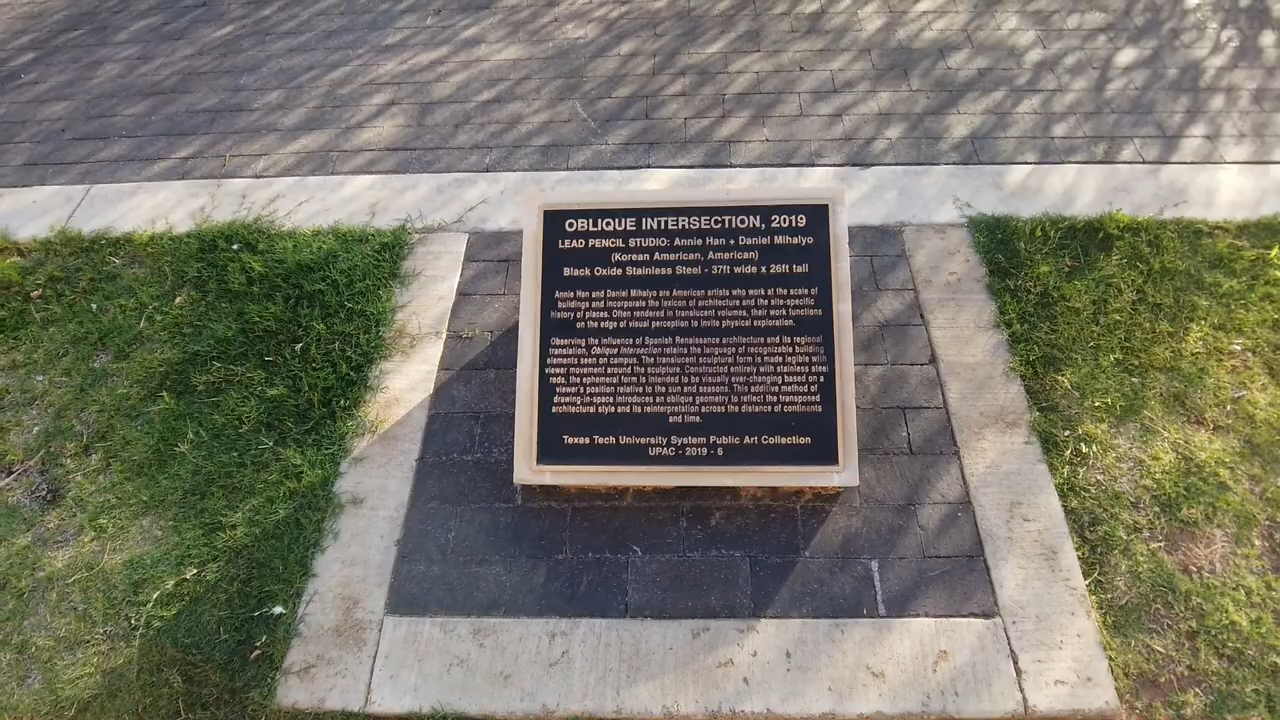 OBLIQUE INTERSECTION, 2019
LEAD PENCIL STUDIO: Annie Han + Daniel Mihalyo
(Korean American, American)
Black Oxide Stainless Steel - 37ft wide x 26ft tall
Annie Han and Daniel Mihalyo are American artists who work at the scale of
buildings and incorporate the lexicon of architecture and the site-specific
history of places. Often rendered in translucent volumes, their work functions
on the edge of visual perception to invite physical exploration.
Observing the influence of Spanish Renaissance architecture and its regional
translation, Oblique Intersection retains the language of recognizable building
elements seen on campus. The translucent sculptural form is made legible with
viewer movement around the sculpture. Constructed entirely with stainless steel
rods, the ephemeral form is intended to be visually ever-changing based on a
viewer's position relative to the sun and seasons. This additive method of
drawing-in-space introduces an oblique geometry to reflect the transposed
architectural style and its reinterpretation across the distance of continents
and time.
Texas Tech University System Public Art Collection
UPAC - 2019 - 6